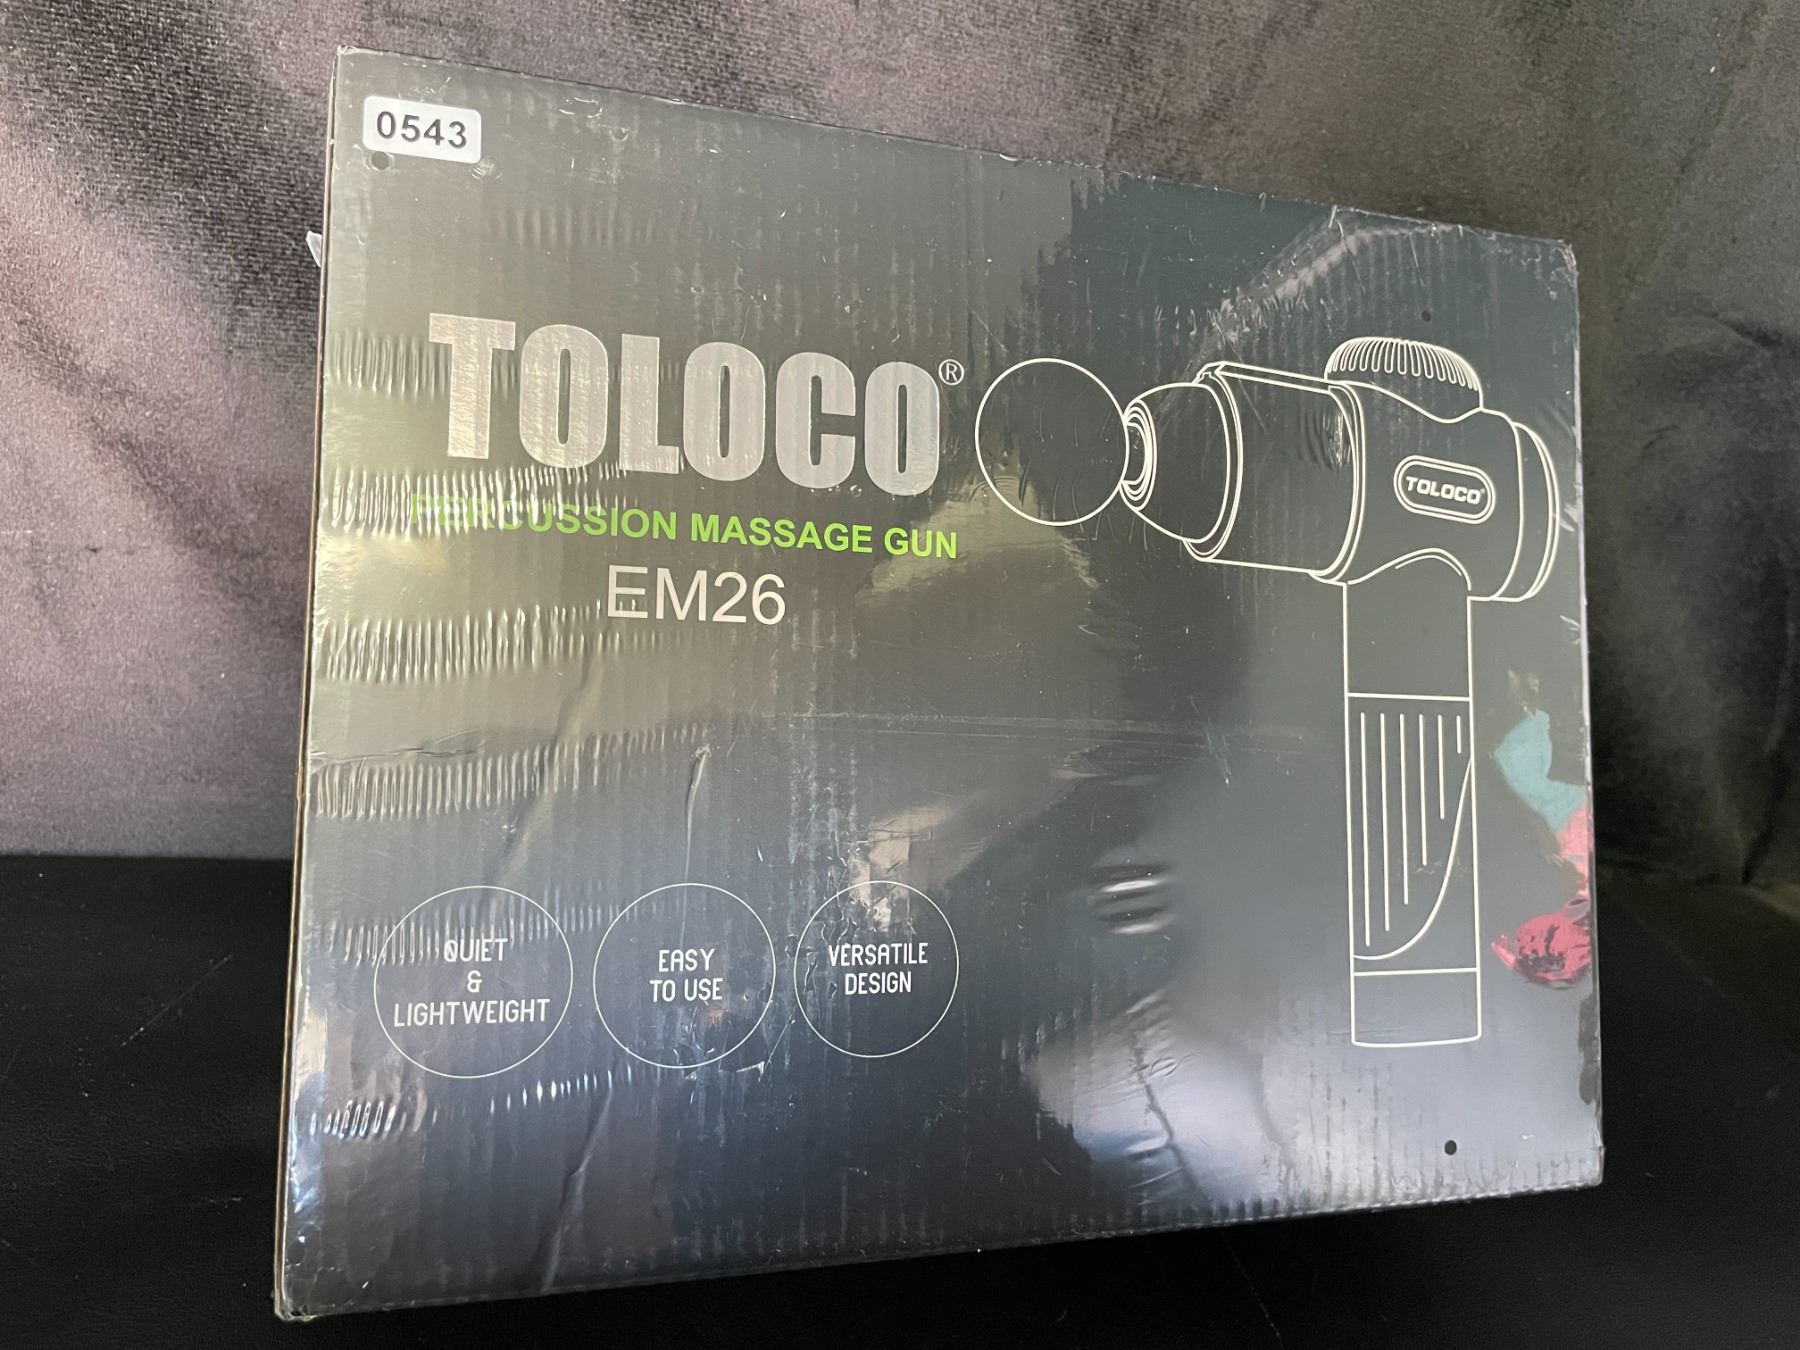 0543
TOLOCO®
PERCUSSION MASSAGE GUN
EM26
TOLOCO®
QUIET
&
LIGHTWEIGHT
EASY
TO USE
VERSATILE
DESIGN